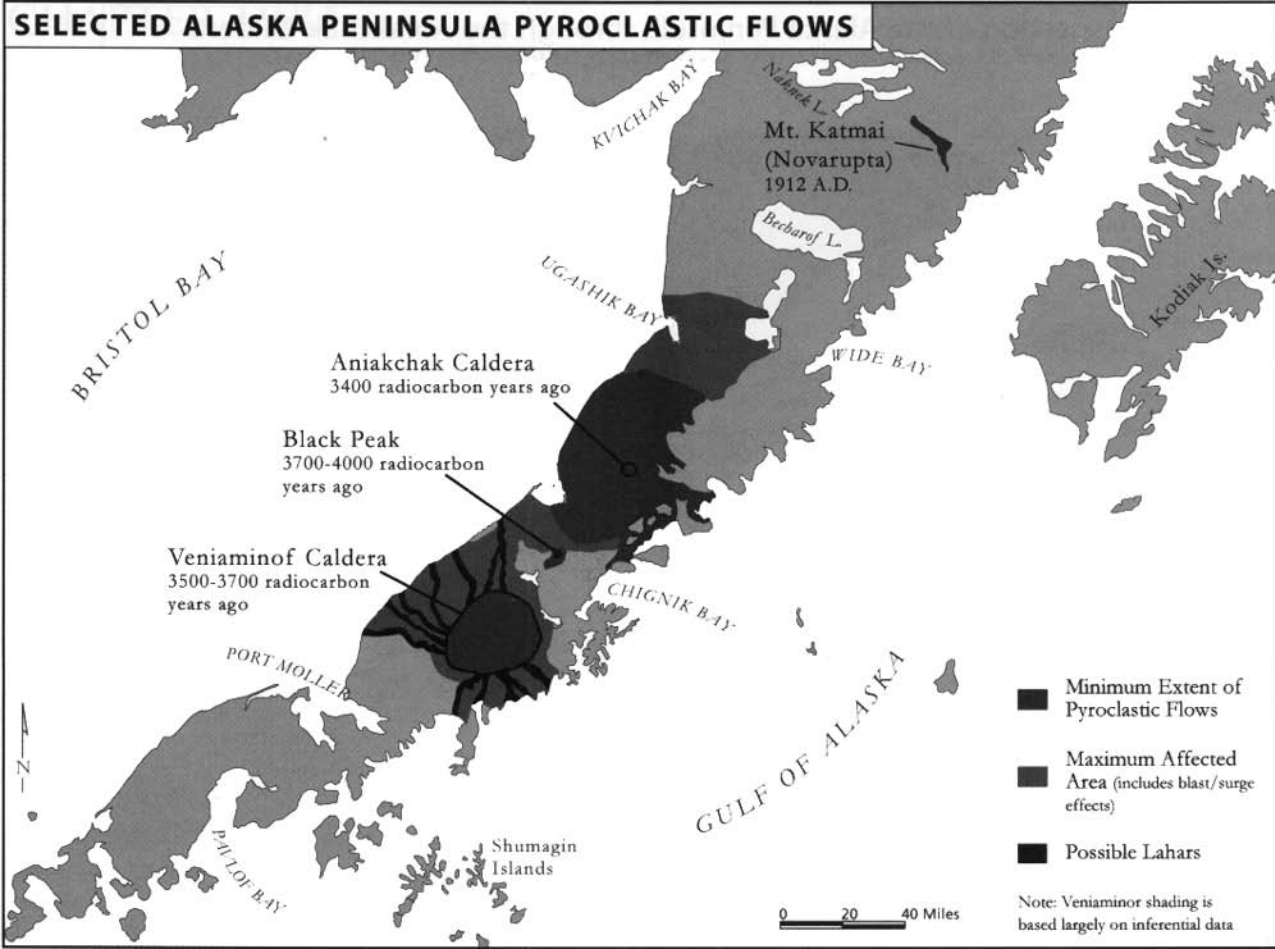 SELECTED ALASKA PENINSULA PYROCLASTIC FLOWS
Naknek L.
KVICHAK BAY
Mt. Katmai
(Novarupta)
1912 A.D.
Becharof L.
UGASHIK BAY
BRISTOL BAY
Kodiak Is.
WIDE BAY
Aniakchak Caldera
3400 radiocarbon years ago
Black Peak
3700-4000 radiocarbon
years ago
Veniaminof Caldera
3500-3700 radiocarbon
years ago
CHIGNIK BAY
PORT MOLLER
GULF OF ALASKA
N
PAVLOF BAY
Shumagin
Islands
Minimum Extent of
Pyroclastic Flows
Maximum Affected
Area (includes blast/surge
effects)
Possible Lahars
0 20 40 Miles
Note: Veniaminor shading is
based largely on inferential data